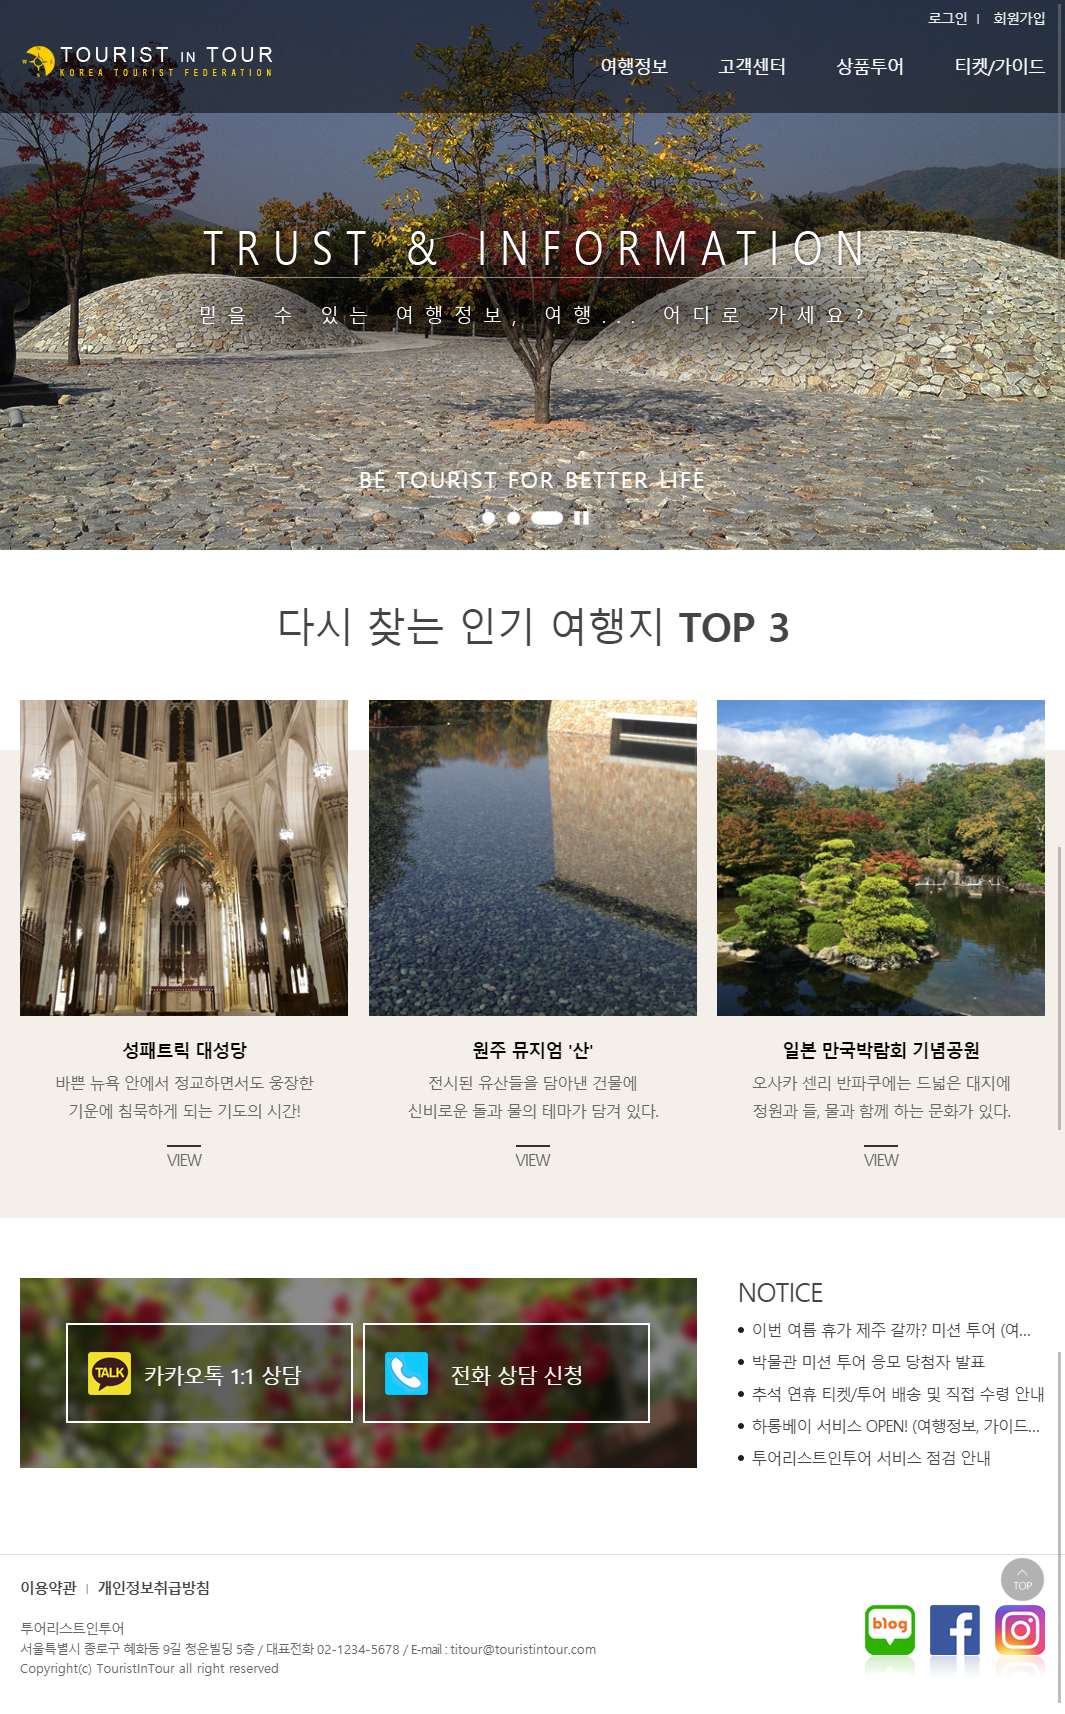 로그인 | 회원가입
TOURIST IN TOUR
KOREA TOURIST FEDERATION
여행정보 고객센터 상품투어 티켓/가이드
TRUST & INFORMATION
믿을 수 있는 여행정보, 여행... 어디로 가세요?
BE TOURIST FOR BETTER LIFE
다시 찾는 인기 여행지 TOP 3
성패트릭 대성당
바쁜 뉴욕 안에서 정교하면서도 웅장한
기운에 침묵하게 되는 기도의 시간!
VIEW
원주 뮤지엄 '산'
전시된 유산들을 담아낸 건물에
신비로운 돌과 물의 테마가 담겨 있다.
VIEW
일본 만국박람회 기념공원
오사카 센리 반파쿠에는 드넓은 대지에
정원과 들, 물과 함께 하는 문화가 있다.
VIEW
TALK 카카오톡 1:1 상담
전화 상담 신청
NOTICE
이번 여름 휴가 제주 갈까? 미션 투어 (여...
박물관 미션 투어 응모 당첨자 발표
추석 연휴 티켓/투어 배송 및 직접 수령 안내
하롱베이 서비스 OPEN! (여행정보, 가이드...
투어리스트인투어 서비스 점검 안내
이용약관 | 개인정보취급방침
TOP
blog
투어리스트인투어
서울특별시 종로구 혜화동 9길 청운빌딩 5층 / 대표전화 02-1234-5678 / E-mail : titour@touristintour.com
Copyright(c) TouristInTour all right reserved